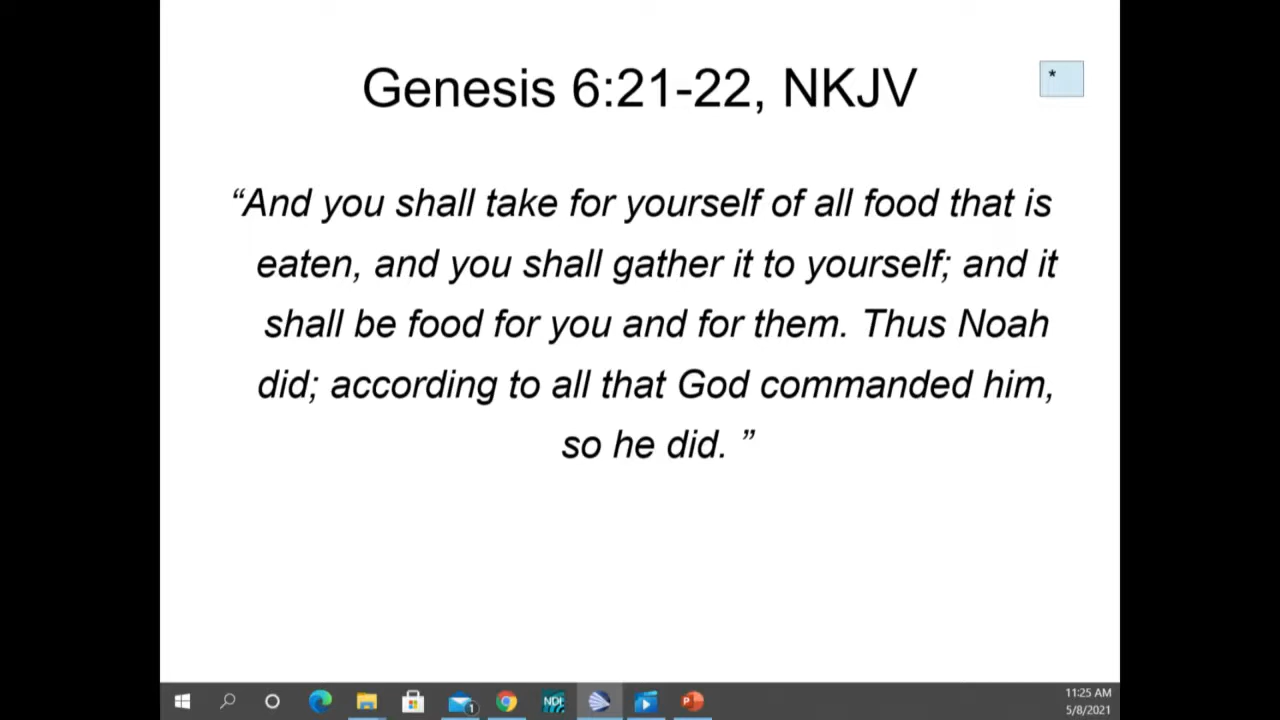 Genesis 6:21-22, NKJV
*
“And you shall take for yourself of all food that is
eaten, and you shall gather it to yourself; and it
shall be food for you and for them. Thus Noah
did; according to all that God commanded him,
so he did. ”
NDI
1
P
11:25 AM
5/8/2021